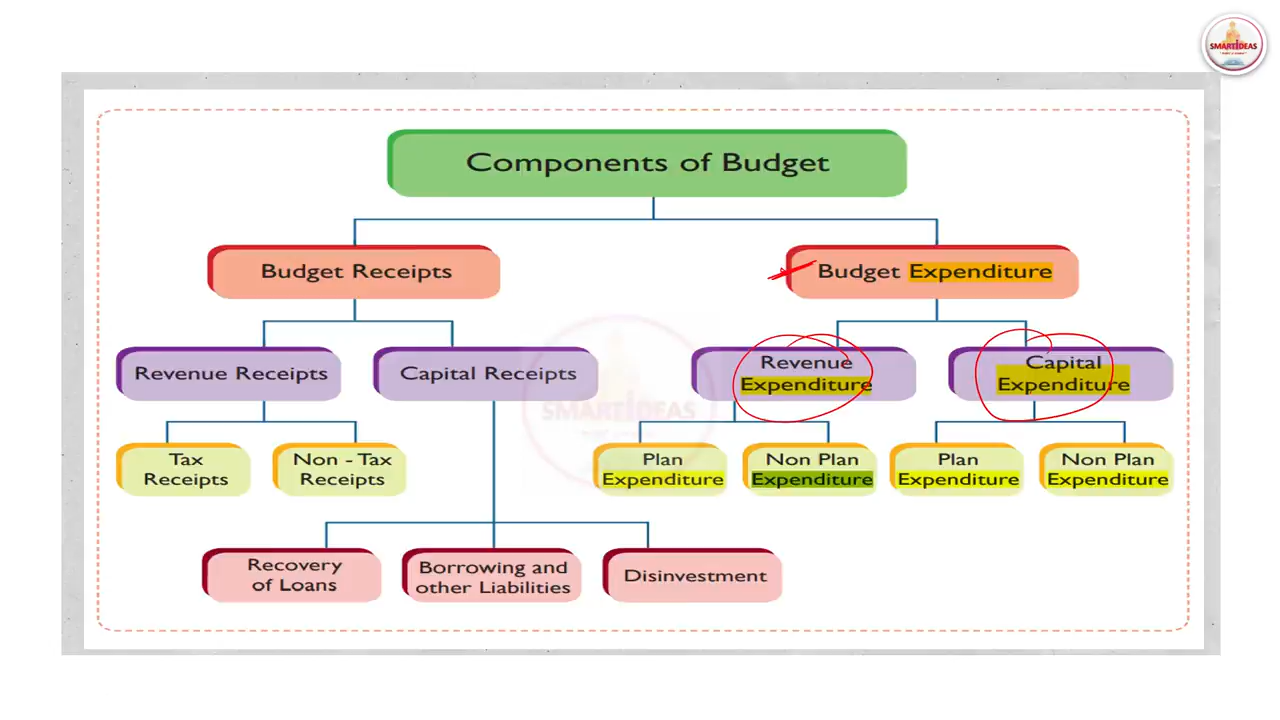 SMARTIDEAS
Components of Budget
Budget Receipts
Budget Expenditure
Revenue Receipts
Capital Receipts
Revenue
Expenditure
Capital
Expenditure
Tax
Receipts
Non - Tax
Receipts
Plan
Expenditure
Non Plan
Expenditure
Plan
Expenditure
Non Plan
Expenditure
Recovery
of Loans
Borrowing and
other Liabilities
Disinvestment
SMARTIDEAS